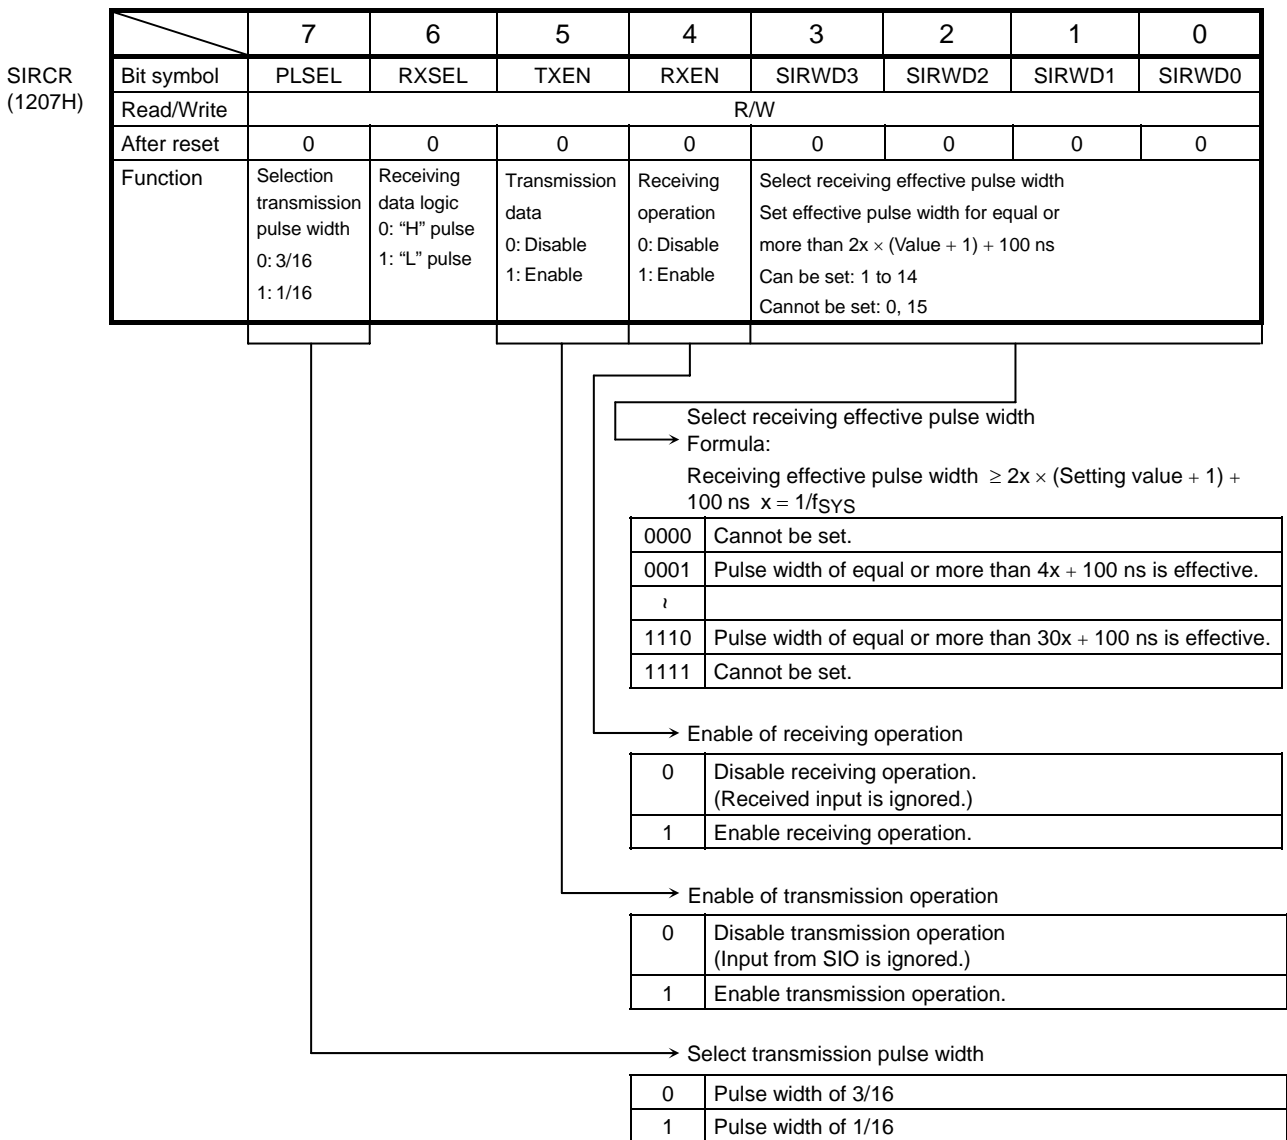 7 6 5 4 3 2 1 0
SIRCR
(1207H)
Bit symbol PLSEL RXSEL TXEN RXEN SIRWD3 SIRWD2 SIRWD1 SIRWD0
Read/Write R/W
After reset 0 0 0 0 0 0 0 0
Function
Selection
transmission
pulse width
0: 3/16
1: 1/16
Receiving
data logic
0: “H” pulse
1: “L” pulse
Transmission
data
0: Disable
1: Enable
Receiving
operation
0: Disable
1: Enable
Select receiving effective pulse width
Set effective pulse width for equal or
more than 2x × (Value + 1) + 100 ns
Can be set: 1 to 14
Cannot be set: 0, 15
Select receiving effective pulse width
Formula:
Receiving effective pulse width ≥ 2x × (Setting value + 1) +
100 ns x = 1/fSYS
0000 Cannot be set.
0001 Pulse width of equal or more than 4x + 100 ns is effective.
≀
1110 Pulse width of equal or more than 30x + 100 ns is effective.
1111 Cannot be set.
Enable of receiving operation
0 Disable receiving operation.
(Received input is ignored.)
1 Enable receiving operation.
Enable of transmission operation
0 Disable transmission operation
(Input from SIO is ignored.)
1 Enable transmission operation.
Select transmission pulse width
0 Pulse width of 3/16
1 Pulse width of 1/16